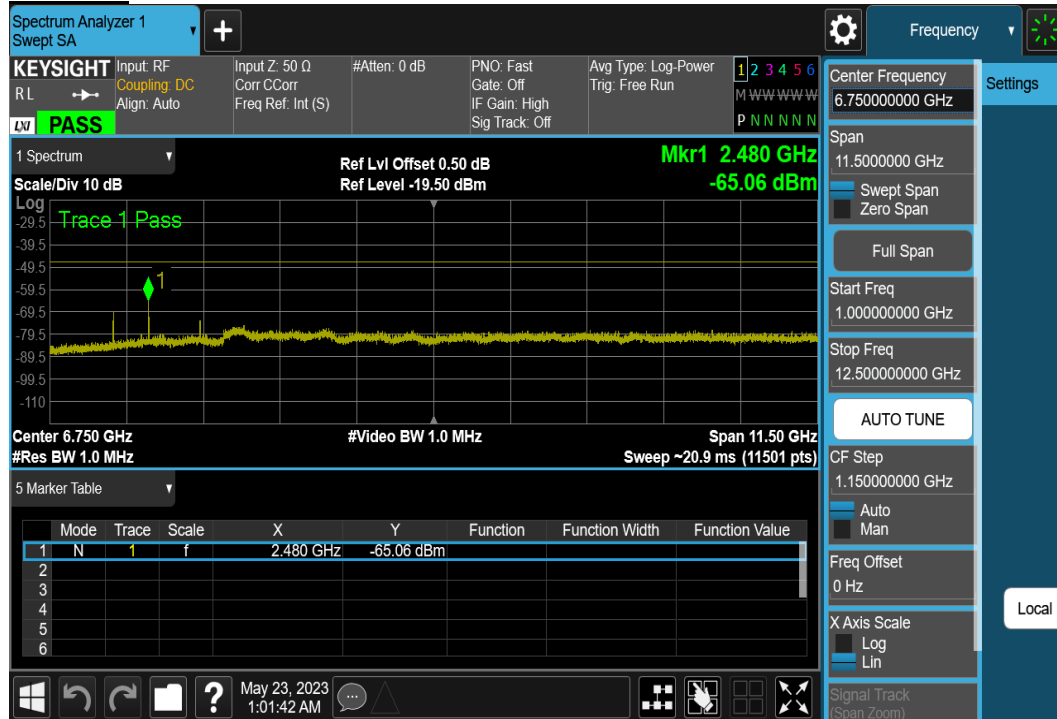 Spectrum Analyzer 1
Swept SA
+
Frequency
KEYSIGHT
RL
LXI PASS
Input: RF
Coupling: DC
Align: Auto
Input Z: 50 Ω
Corr CCorr
Freq Ref: Int (S)
#Atten: 0 dB
PNO: Fast
Gate: Off
IF Gain: High
Sig Track: Off
Avg Type: Log-Power
Trig: Free Run
1 2 3 4 5 6
M W W W W W
P N N N N N
1 Spectrum
Scale/Div 10 dB
Ref Lvl Offset 0.50 dB
Ref Level -19.50 dBm
Mkr1 2.480 GHz
-65.06 dBm
Log
Trace 1 Pass
-29.5
-39.5
-49.5
-59.5
-69.5
-79.5
-89.5
-99.5
-110
1
Center 6.750 GHz
#Res BW 1.0 MHz
#Video BW 1.0 MHz
Span 11.50 GHz
Sweep ~20.9 ms (11501 pts)
5 Marker Table
Mode Trace Scale X Y Function Function Width Function Value
1 N 1 f 2.480 GHz -65.06 dBm
2
3
4
5
6
Center Frequency
6.750000000 GHz
Span
11.5000000 GHz
Swept Span
Zero Span
Full Span
Start Freq
1.000000000 GHz
Stop Freq
12.500000000 GHz
AUTO TUNE
CF Step
1.150000000 GHz
Auto
Man
Freq Offset
0 Hz
X Axis Scale
Log
Lin
Signal Track
(Span Zoom)
Settings
Local
?
May 23, 2023
1:01:42 AM